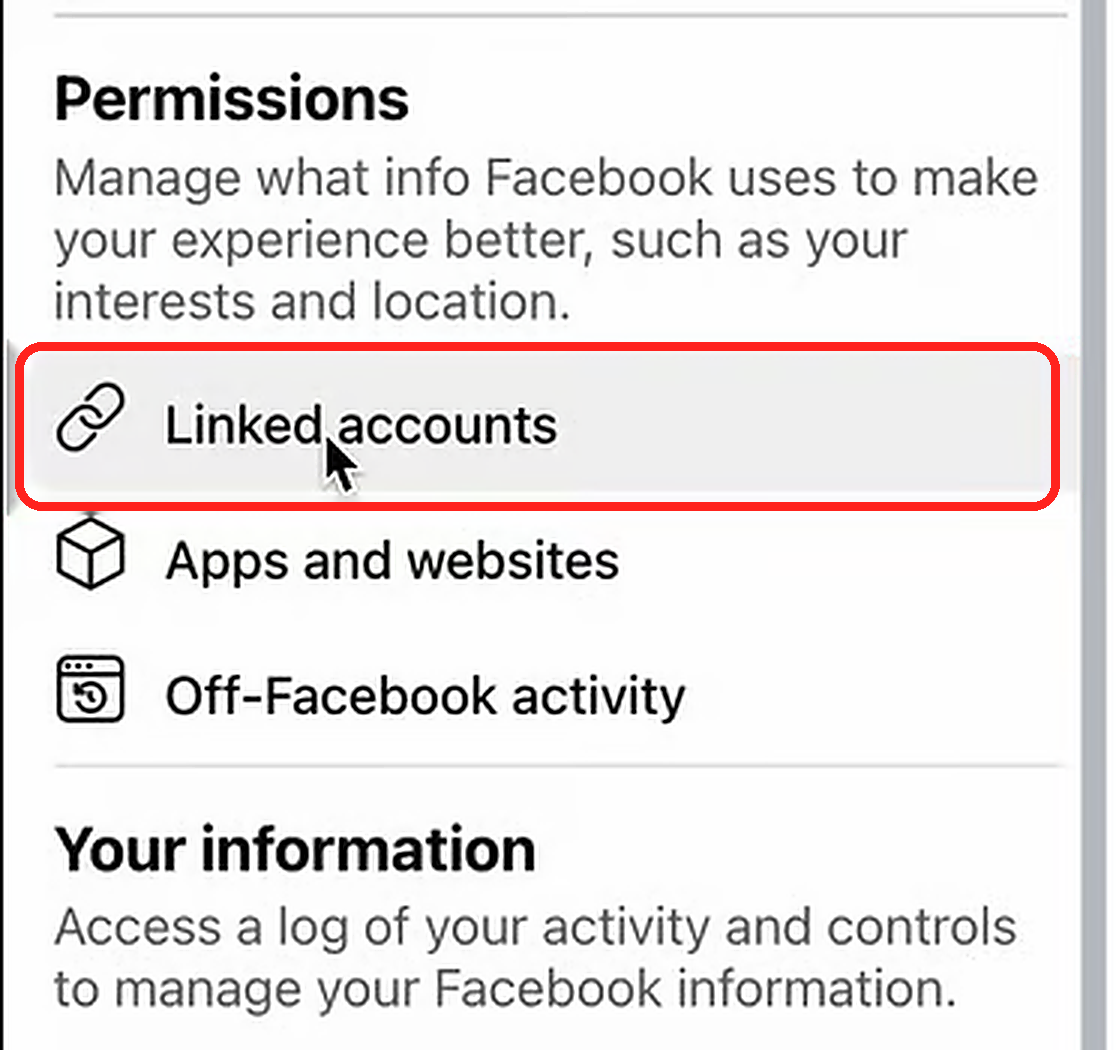 Permissions
Manage what info Facebook uses to make
your experience better, such as your
interests and location.
Linked accounts
Apps and websites
Off-Facebook activity
Your information
Access a log of your activity and controls
to manage your Facebook information.